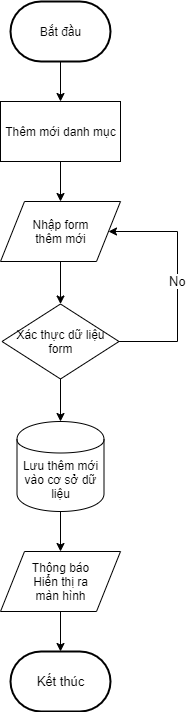 Bắt đầu
Thêm mới danh mục
Nhập form
thêm mới
No
Xác thực dữ liệu
form
Lưu thêm mới
vào cơ sở dữ
liệu
Thông báo
Hiển thị ra
màn hình
Kết thúc